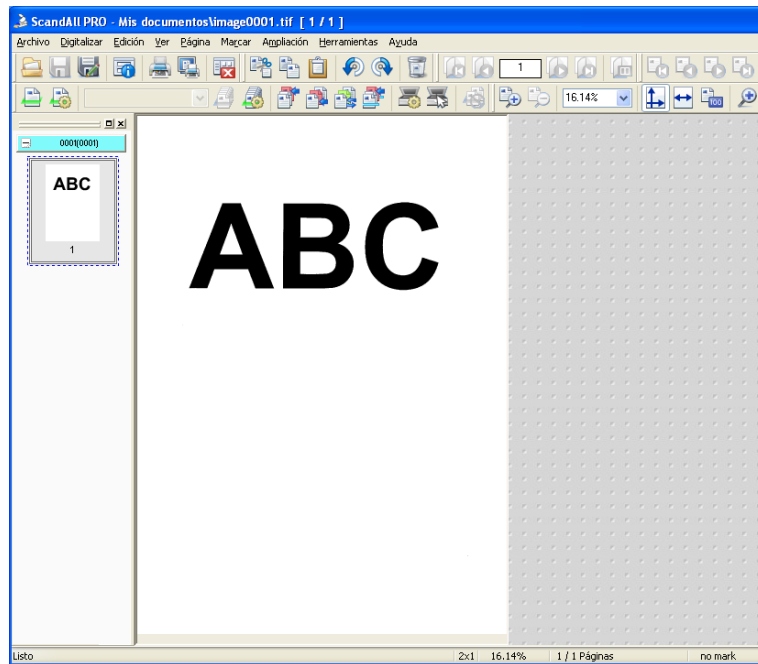 ScandAll PRO - Mis documentos\image0001.tif [ 1 / 1 ]
Archivo Digitalizar Edición Ver Página Marcar Ampliación Herramientas Ayuda
1
16.14%
100
0001(0001)
ABC
1
ABC
Listo 2x1 16.14% 1 / 1 Páginas no mark